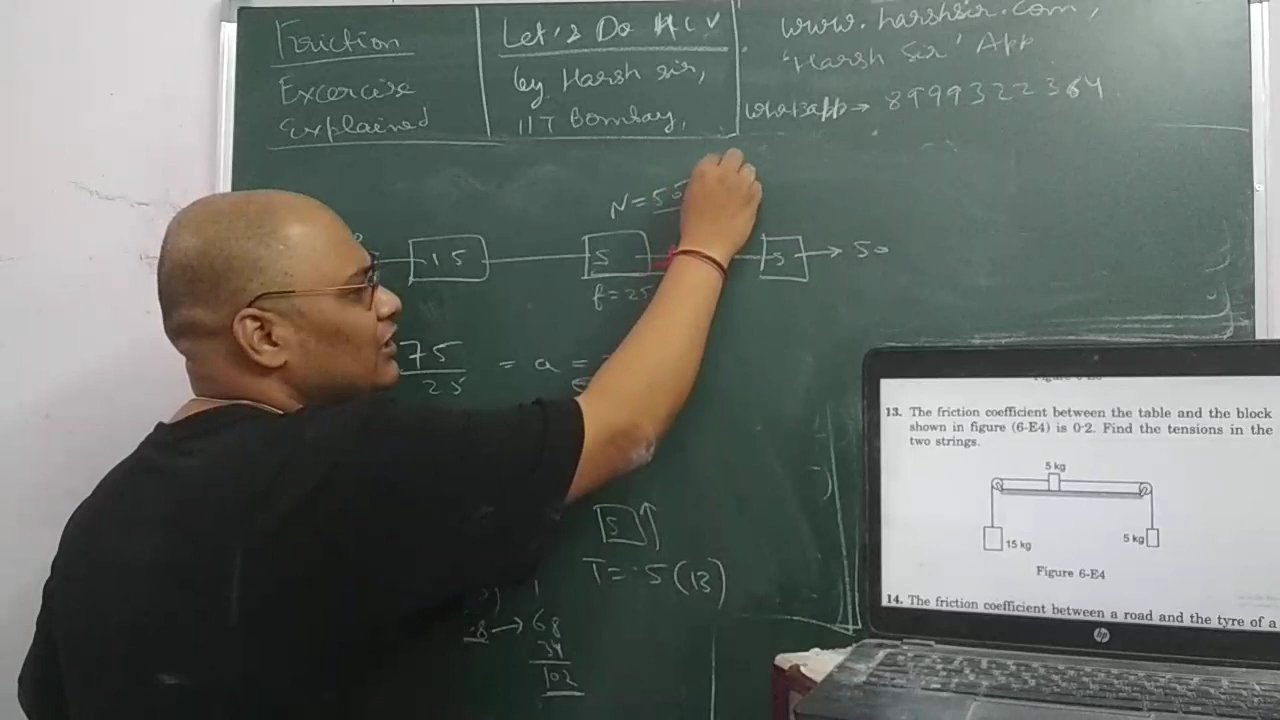 Friction
Excercise
Explained
Let's Do HCV
by Harsh sir,
IIT Bombay,
www.harshsir.com,
'Harsh Sir' App
whatsapp → 8999322364
N = 50
15
5
5 → 50
f = 25
75
25
= a =
5
T = 5(13)
68
34
102
13. The friction coefficient between the table and the block
shown in figure (6-E4) is 0·2. Find the tensions in the
two strings.
5 kg
15 kg
5 kg
Figure 6-E4
14. The friction coefficient between a road and the tyre of a
hp